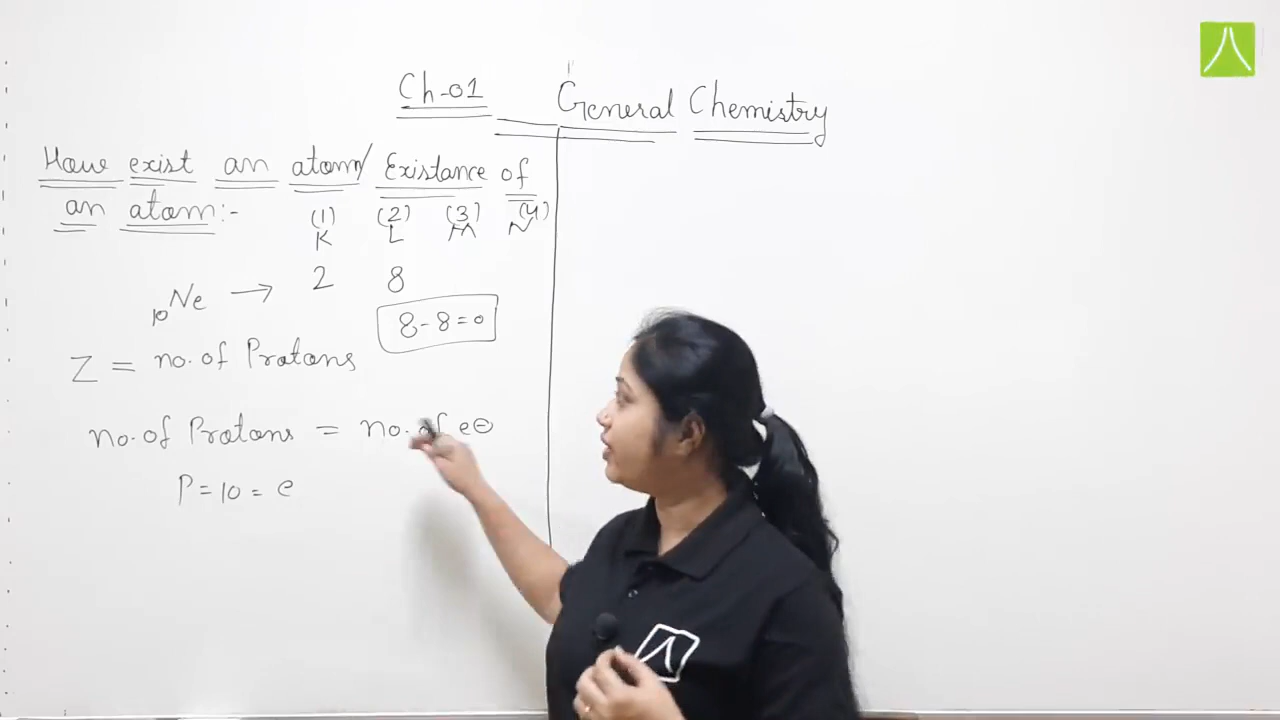 Ch-01 General Chemistry
How exist an atom/ Existance of
an atom:-
(1) (2) (3) (4)
K L M N
10Ne → 2 8
8-8=0
Z = no. of Protons
no. of Protons = no. of e⊖
P=10= e